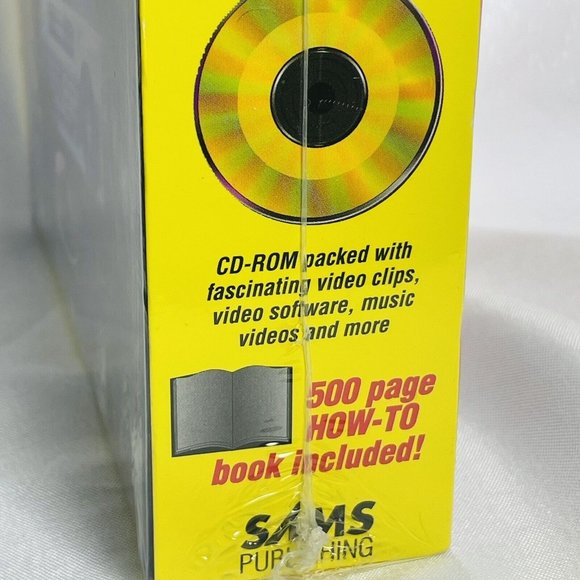 CD-ROM packed with
fascinating video clips,
video software, music
videos and more
500 page
HOW-TO
book included!
SAMS
PUBLISHING